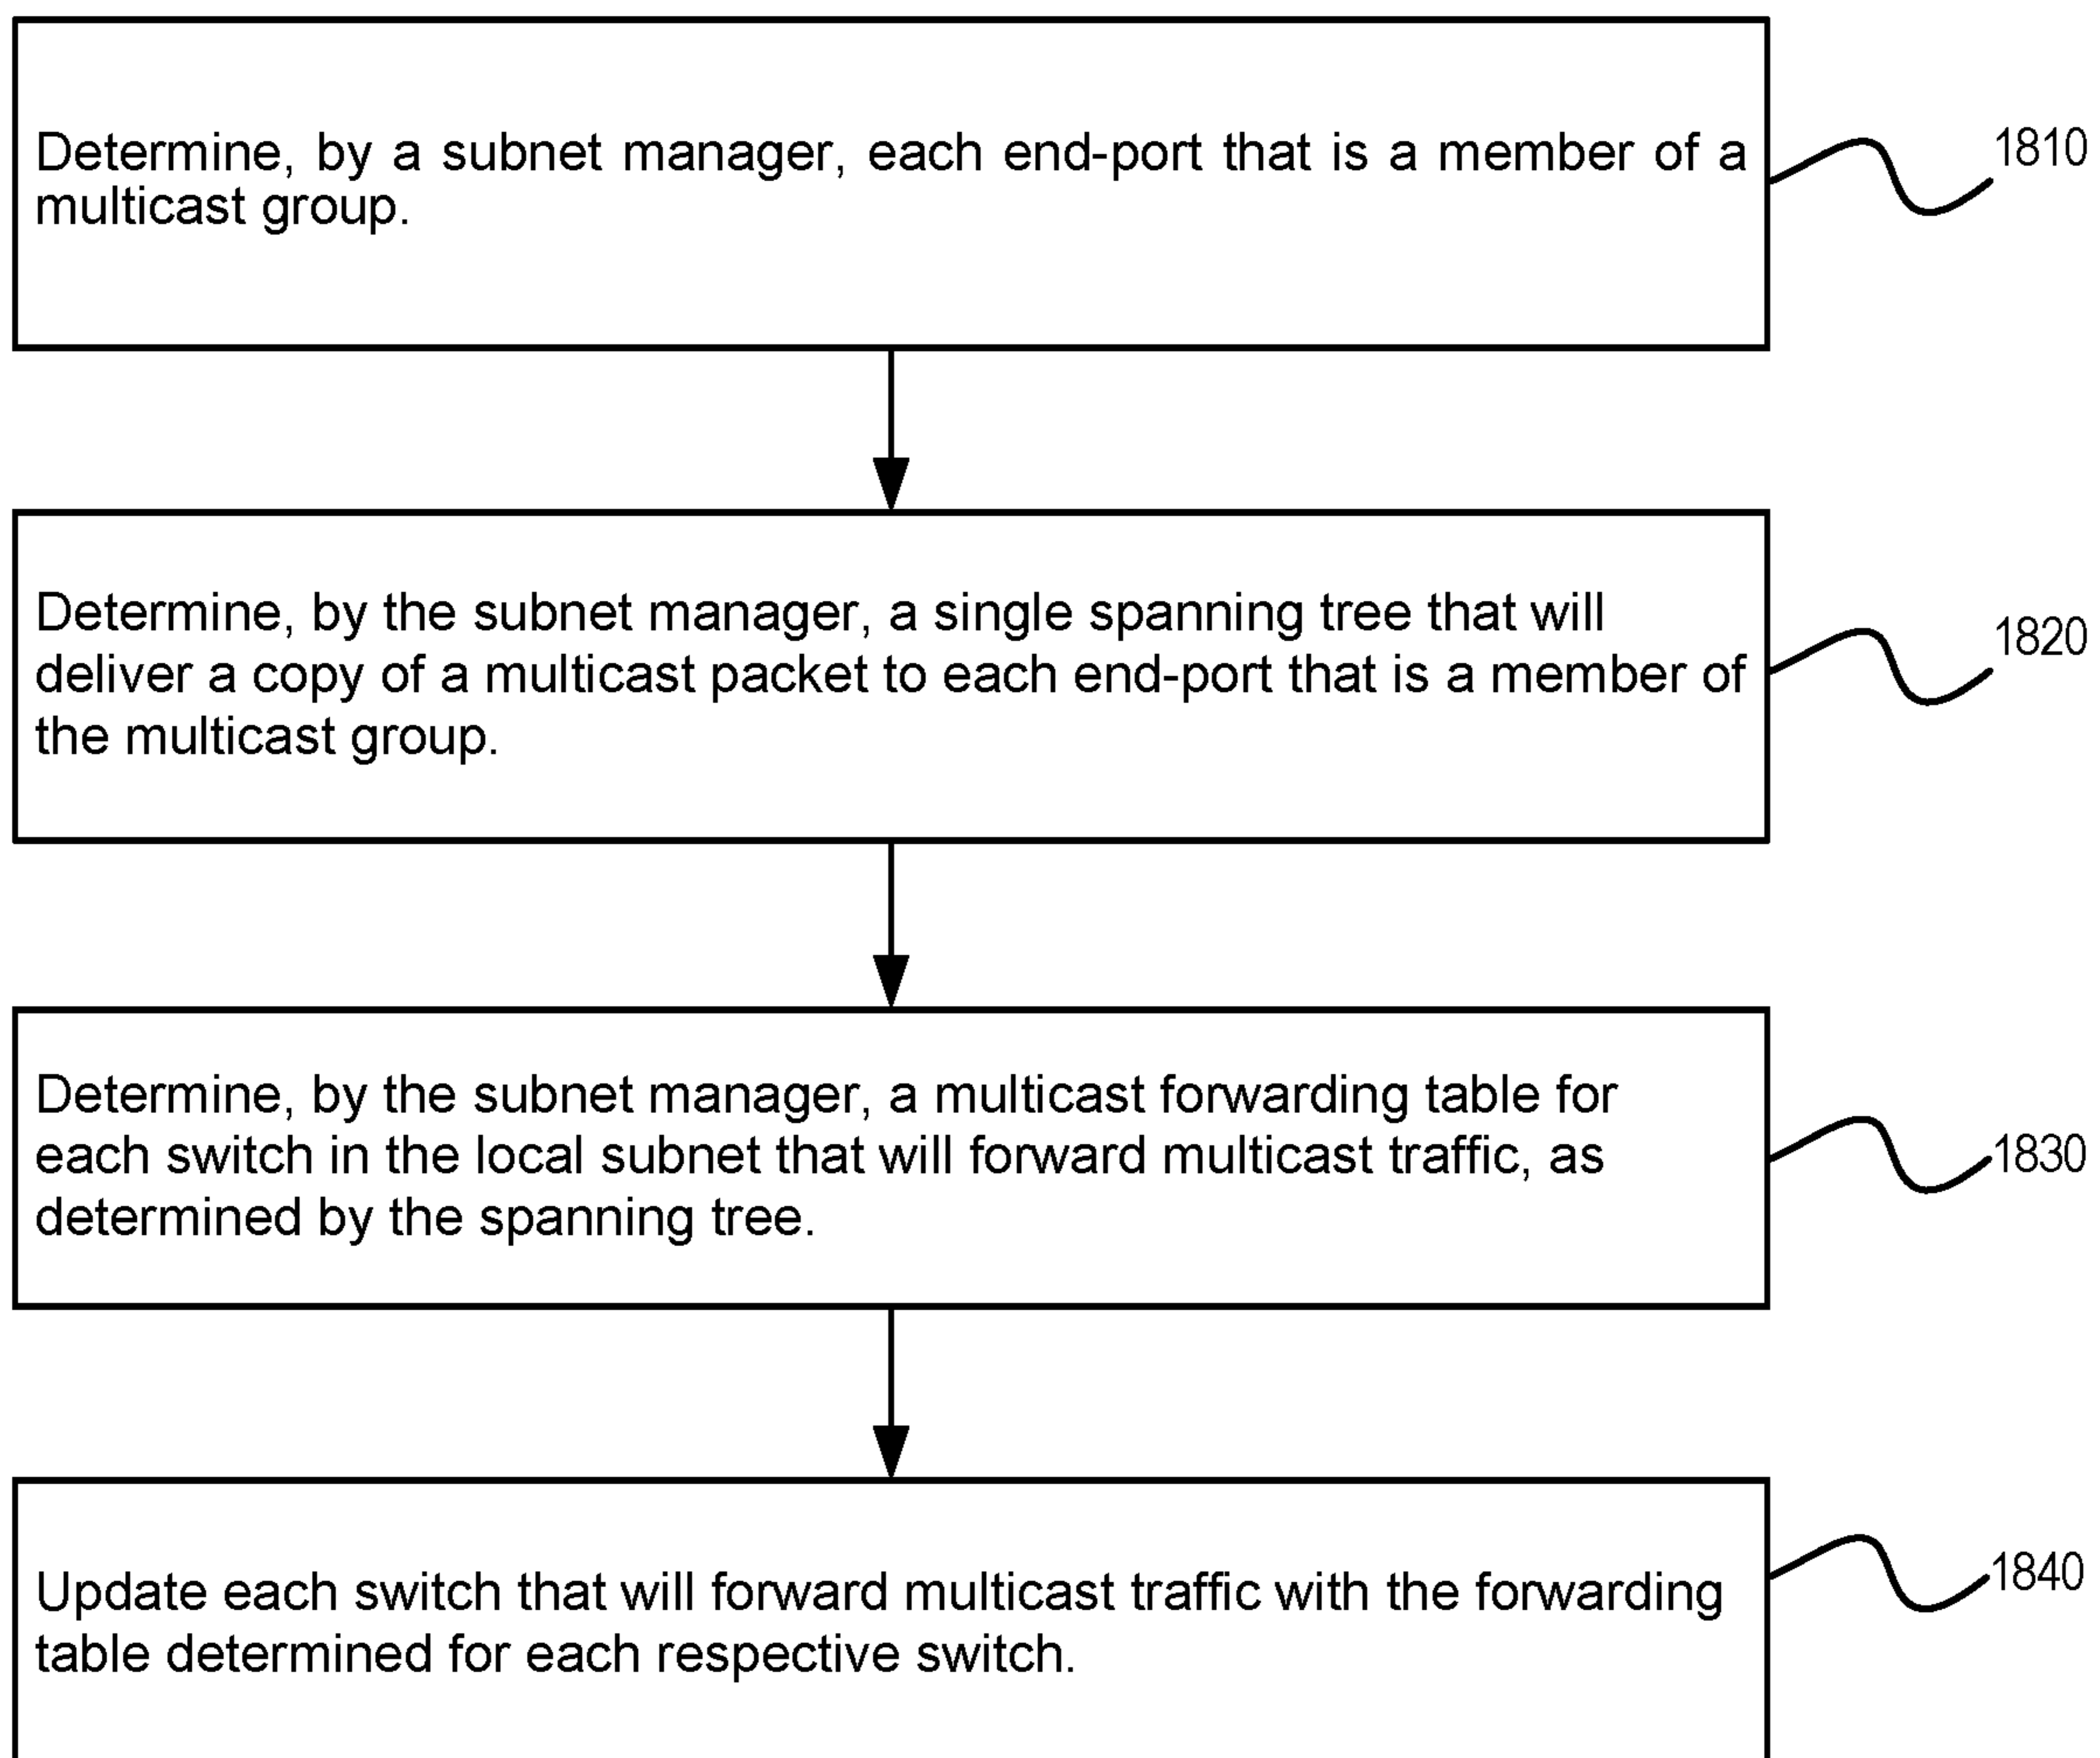 Determine, by a subnet manager, each end-port that is a member of a
multicast group.
1810
Determine, by the subnet manager, a single spanning tree that will
deliver a copy of a multicast packet to each end-port that is a member of
the multicast group.
1820
Determine, by the subnet manager, a multicast forwarding table for
each switch in the local subnet that will forward multicast traffic, as
determined by the spanning tree.
1830
Update each switch that will forward multicast traffic with the forwarding
table determined for each respective switch.
1840